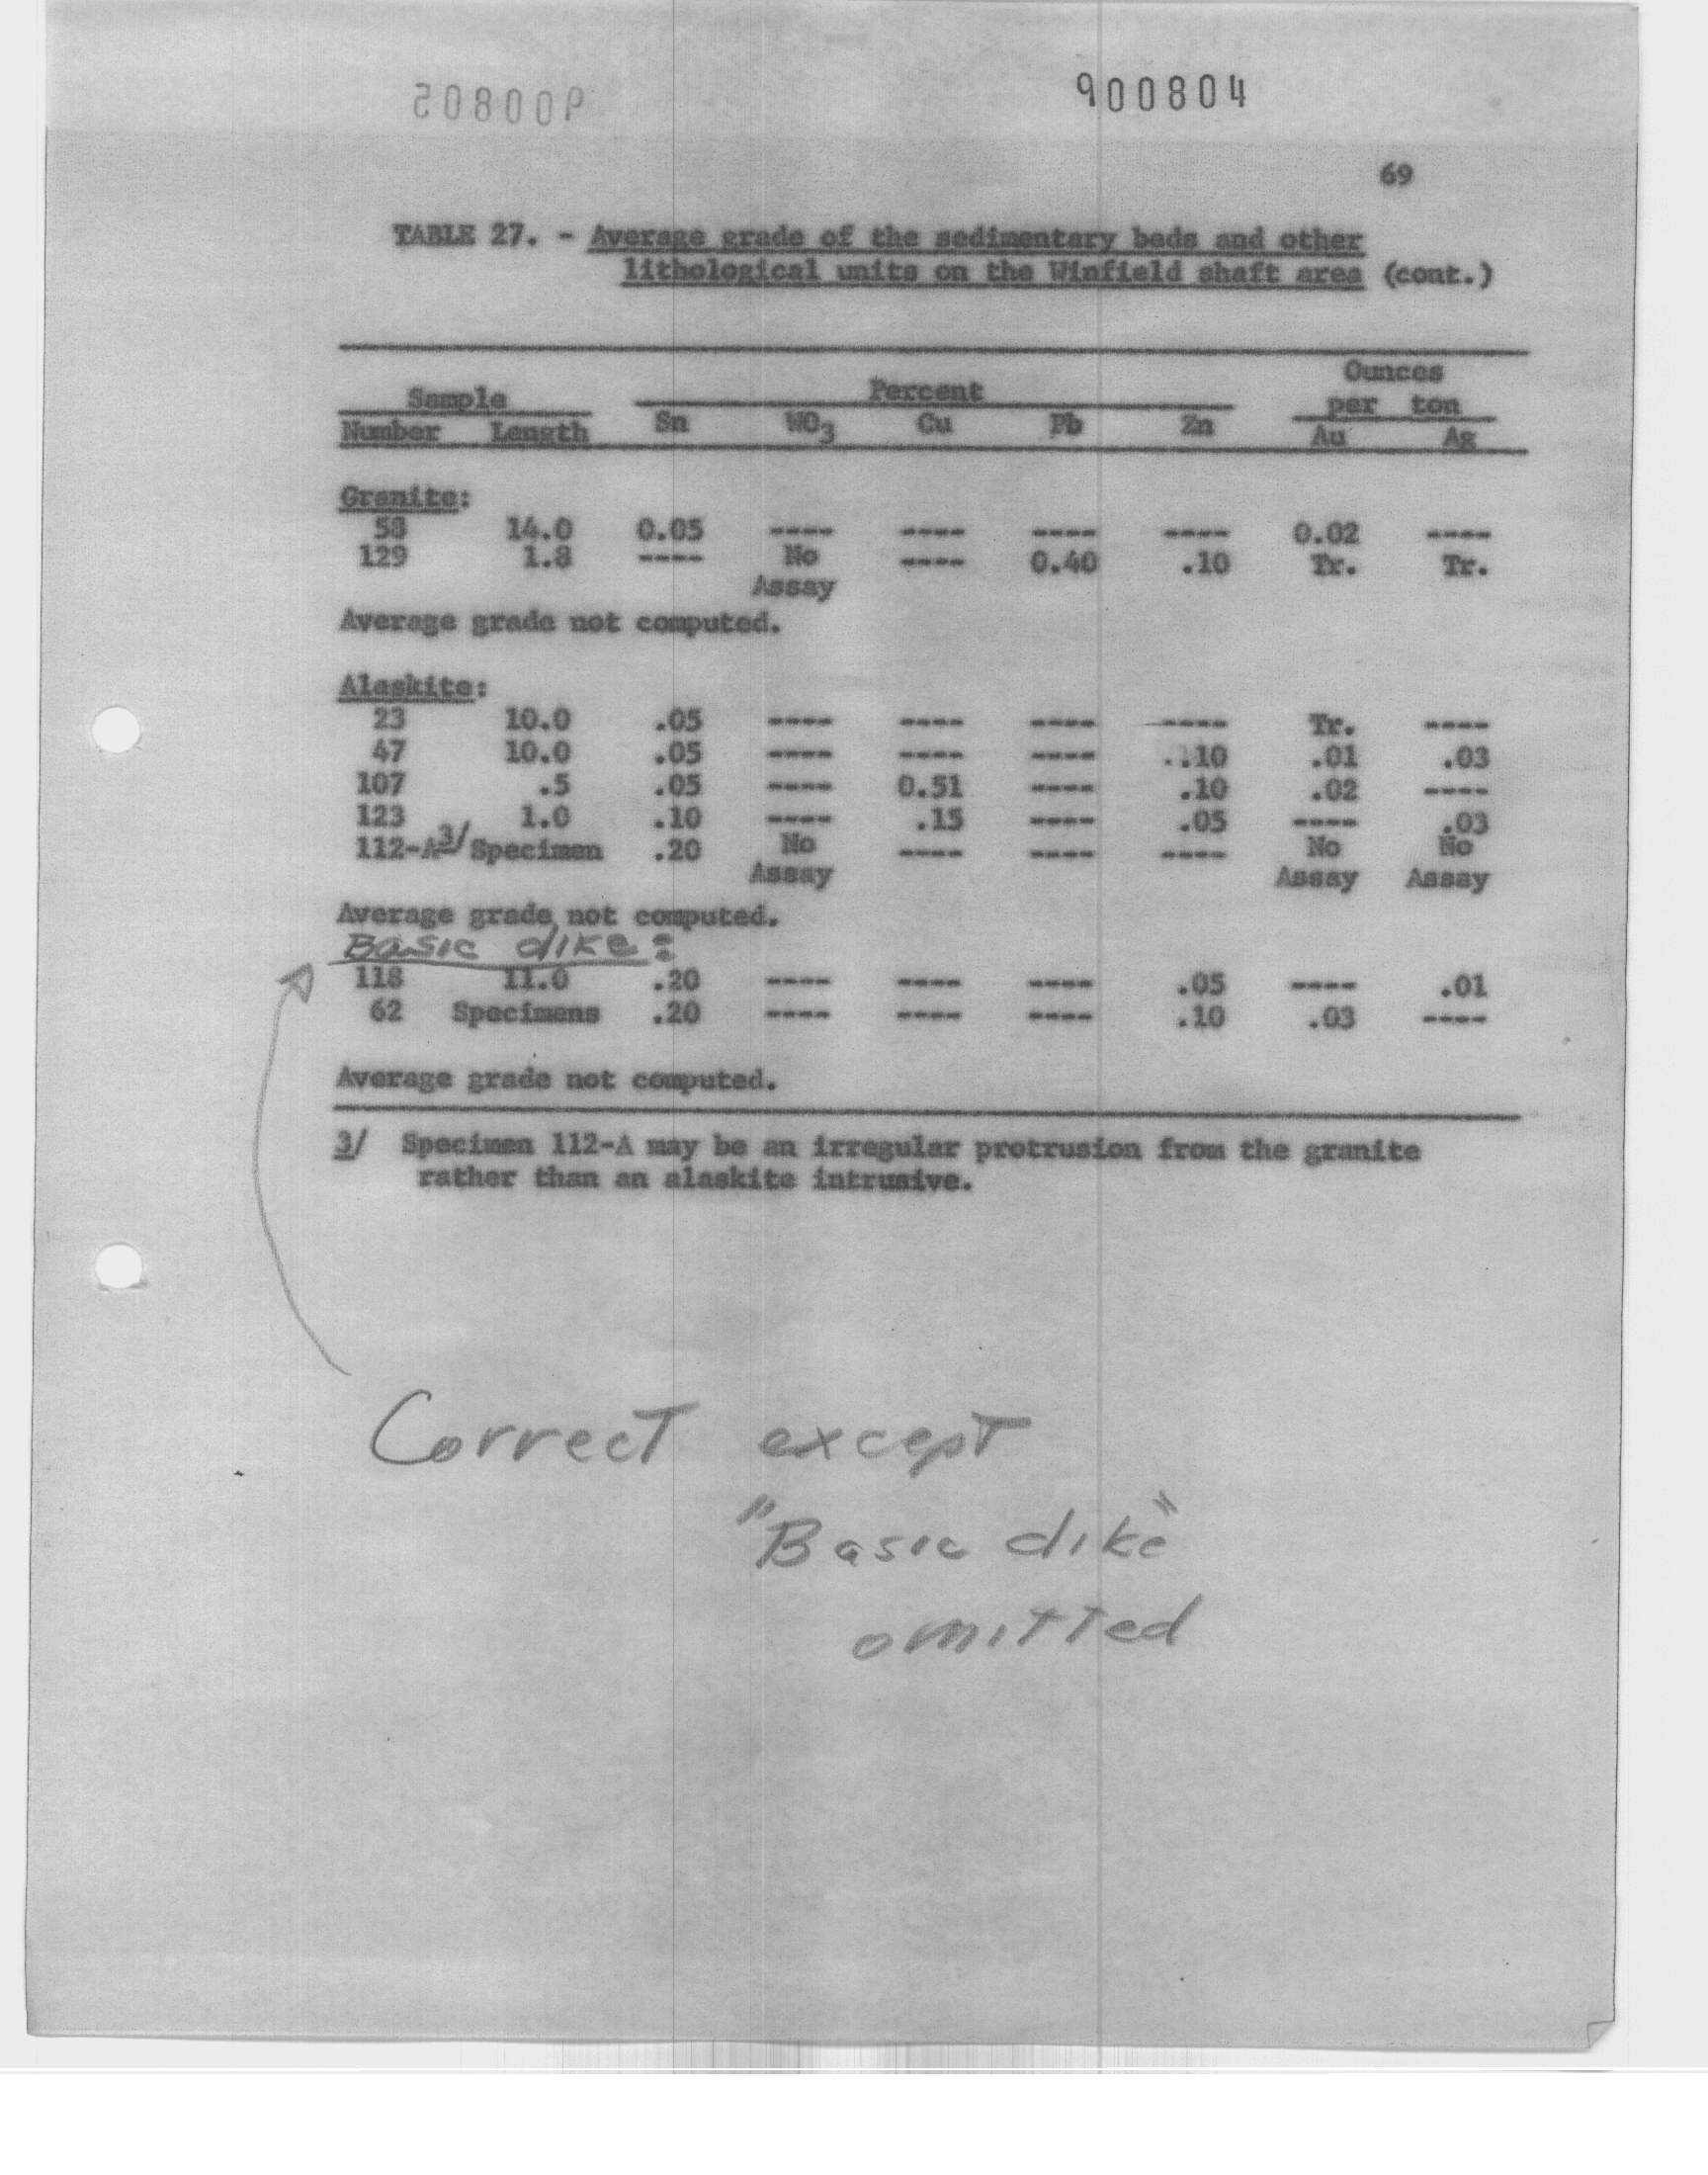 900805
900804
69
TABLE 27. - Average grade of the sedimentary beds and other
lithological units on the Winfield shaft area (cont.)
Sample Percent Ounces per ton
Number Length Sn WO3 Cu Pb Zn Au Ag
Granite:
58 14.0 0.05 ---- ---- ---- ---- 0.02 ----
129 1.8 ---- No Assay ---- 0.40 .10 Tr. Tr.
Average grade not computed.
Alaskite:
23 10.0 .05 ---- ---- ---- ---- Tr. ----
47 10.0 .05 ---- ---- ---- .10 .01 .03
107 .5 .05 ---- 0.51 ---- .10 .02 ----
123 1.0 .10 ---- .15 ---- .05 ---- .03
112-A3/ Specimen .20 No Assay ---- ---- ---- No Assay No Assay
Average grade not computed.
Basic dike:
118 11.0 .20 ---- ---- ---- .05 ---- .01
62 Specimens .20 ---- ---- ---- .10 .03 ----
Average grade not computed.
3/ Specimen 112-A may be an irregular protrusion from the granite
rather than an alaskite intrusive.
Correct except
"Basic dike"
omitted